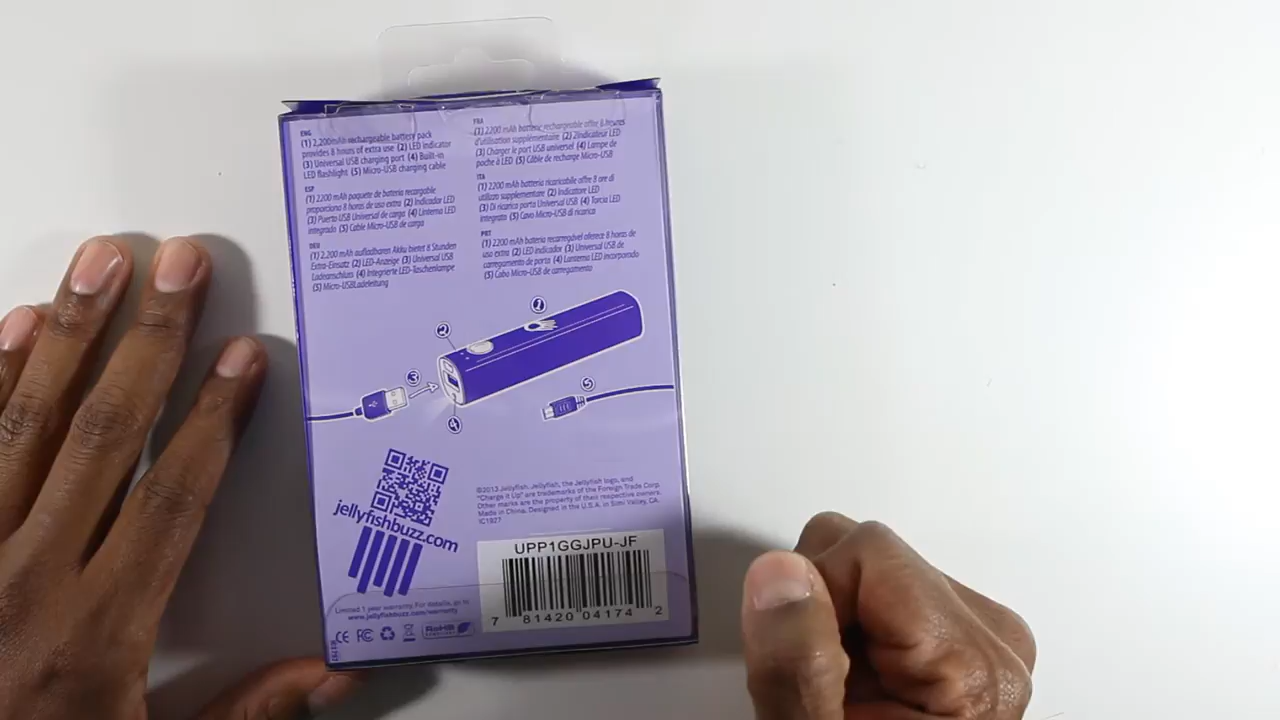 ENG
(1) 2,200mAh rechargeable battery pack
provides 8 hours of extra use (2) LED indicator
(3) Universal USB charging port (4) Built-in
LED flashlight (5) Micro-USB charging cable
ESP
(1) 2200 mAh paquete de bateria recargable
proporciona 8 horas de uso extra (2) Indicador LED
(3) Puerto USB Universal de carga (4) Linterna LED
integrada (5) Cable Micro-USB de carga
DEU
(1) 2.200 mAh aufladbaren Akku bietet 8 Stunden
Extra-Einsatz (2) LED-Anzeige (3) Universal USB
Ladeanschluss (4) Integrierte LED-Taschenlampe
(5) Micro-USBLadeleitung
FRA
(1) 2200 mAh batterie rechargeable offre 8 heures
d'utilisation supplémentaire (2) 2Indicateur LED
(3) Charger le port USB universel (4) Lampe de
poche à LED (5) Câble de recharge Micro-USB
ITA
(1) 2200 mAh batteria ricaricabile offre 8 ore di
utilizzo supplementare (2) Indicatore LED
(3) Di ricarica porta Universal USB (4) Torcia LED
integrata (5) Cavo Micro-USB di ricarica
PRT
(1) 2200 mAh bateria recarregável oferece 8 horas de
uso extra (2) LED indicador (3) Universal USB de
carregamento de porta (4) Lanterna LED incorporado
(5) Cabo Micro-USB de carregamento
1
2
3
4
5
jellyfishbuzz.com
©2013 Jellyfish. Jellyfish, the Jellyfish logo, and
"Charge It Up" are trademarks of the Foreign Trade Corp.
Other marks are the property of their respective owners.
Made in China. Designed in the U.S.A. in Simi Valley, CA.
IC1927
UPP1GGJPU-JF
7 81420 04174 2
Limited 1 year warranty. For details, go to
www.jellyfishbuzz.com/warranty
CE FC RoHS